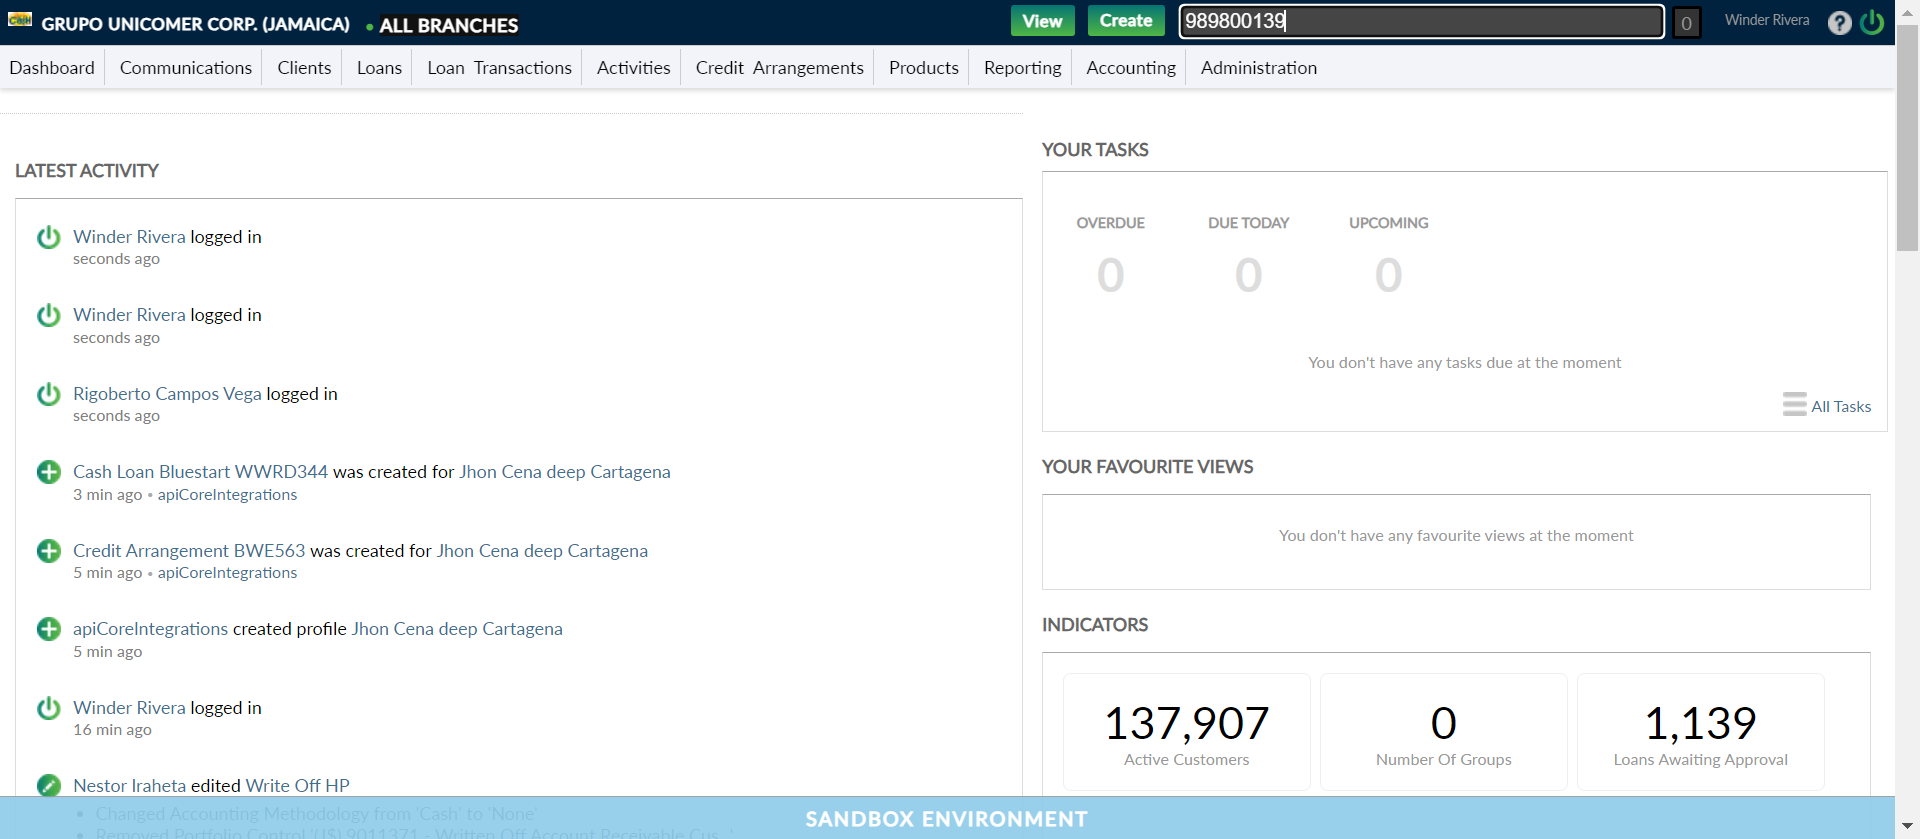 CASH
GRUPO UNICOMER CORP. (JAMAICA) • ALL BRANCHES
View Create 989800139 0 Winder Rivera ?
Dashboard Communications Clients Loans Loan Transactions Activities Credit Arrangements Products Reporting Accounting Administration
LATEST ACTIVITY
Winder Rivera logged in
seconds ago
Winder Rivera logged in
seconds ago
Rigoberto Campos Vega logged in
seconds ago
Cash Loan Bluestart WWRD344 was created for Jhon Cena deep Cartagena
3 min ago • apiCoreIntegrations
Credit Arrangement BWE563 was created for Jhon Cena deep Cartagena
5 min ago • apiCoreIntegrations
apiCoreIntegrations created profile Jhon Cena deep Cartagena
5 min ago
Winder Rivera logged in
16 min ago
Nestor Iraheta edited Write Off HP
• Changed Accounting Methodology from 'Cash' to 'None'
• Removed Portfolio Control '(J$) 9011371 - Written Off Account Receivable Cus...'
YOUR TASKS
OVERDUE DUE TODAY UPCOMING
0 0 0
You don't have any tasks due at the moment
All Tasks
YOUR FAVOURITE VIEWS
You don't have any favourite views at the moment
INDICATORS
137,907 0 1,139
Active Customers Number Of Groups Loans Awaiting Approval
SANDBOX ENVIRONMENT